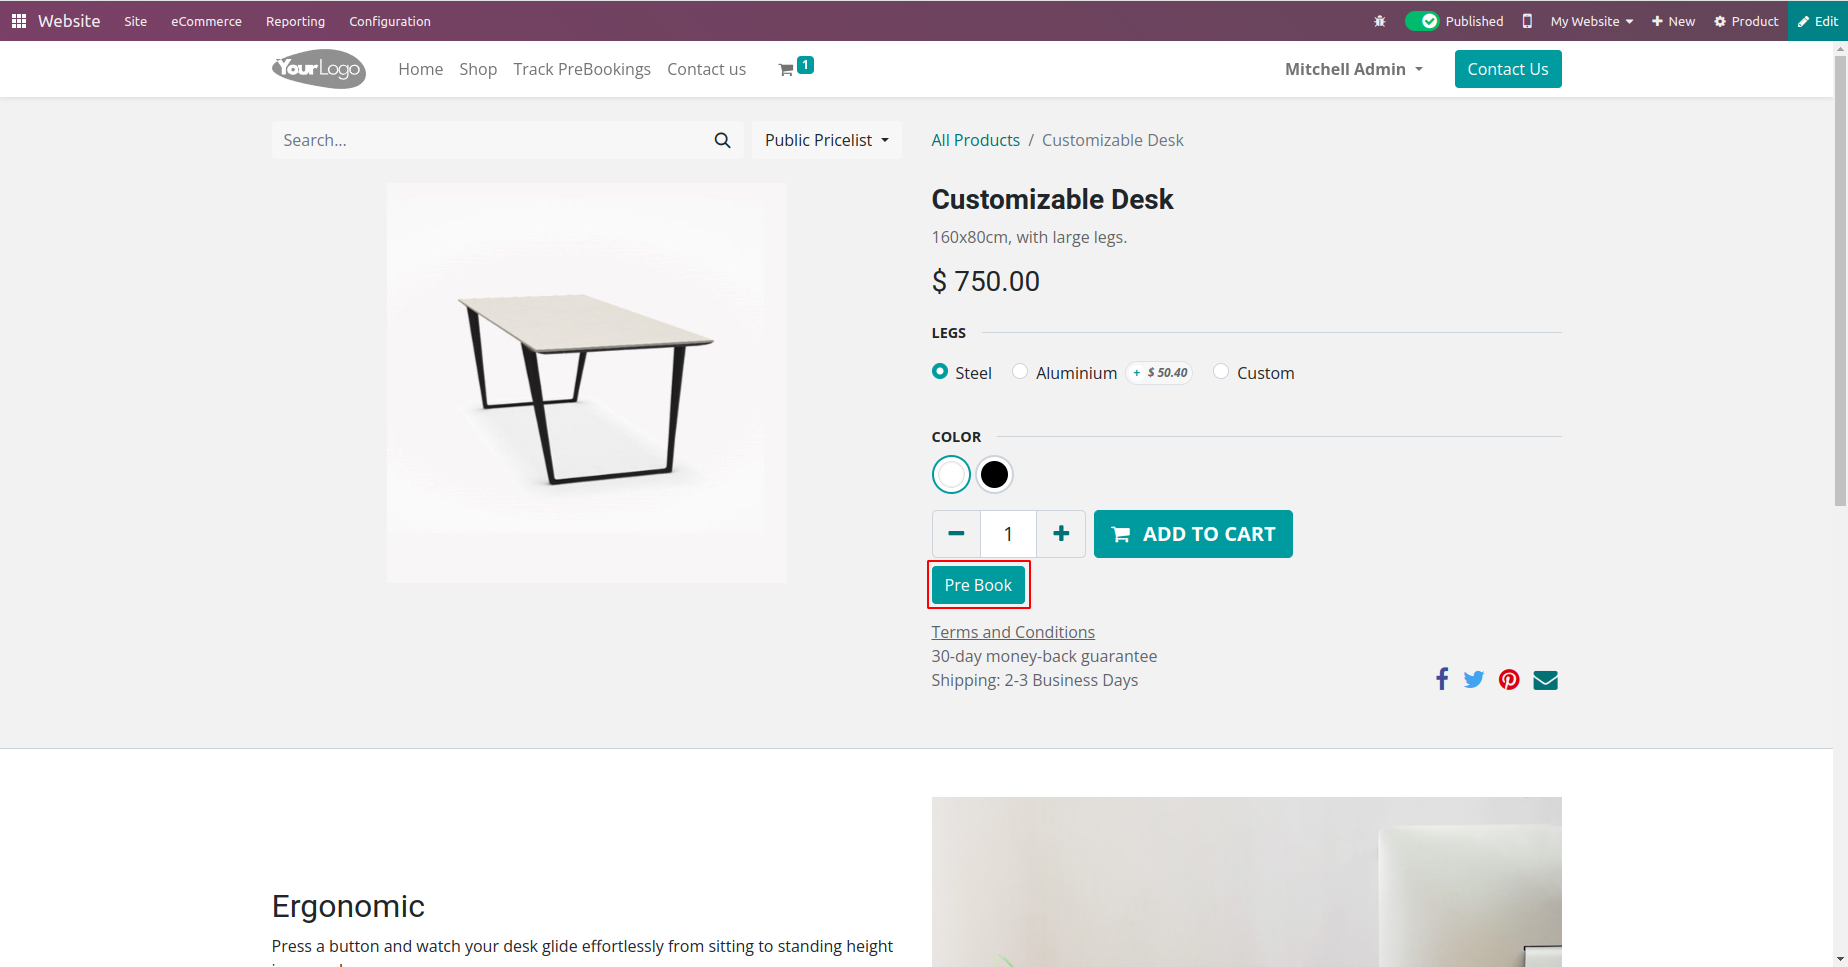 Website Site eCommerce Reporting Configuration Published My Website New Product Edit
YourLogo Home Shop Track PreBookings Contact us 1 Mitchell Admin Contact Us
Search... Public Pricelist All Products / Customizable Desk
Customizable Desk
160x80cm, with large legs.
$ 750.00
LEGS
Steel Aluminium + $ 50.40 Custom
COLOR
1 ADD TO CART
Pre Book
Terms and Conditions
30-day money-back guarantee
Shipping: 2-3 Business Days
Ergonomic
Press a button and watch your desk glide effortlessly from sitting to standing height